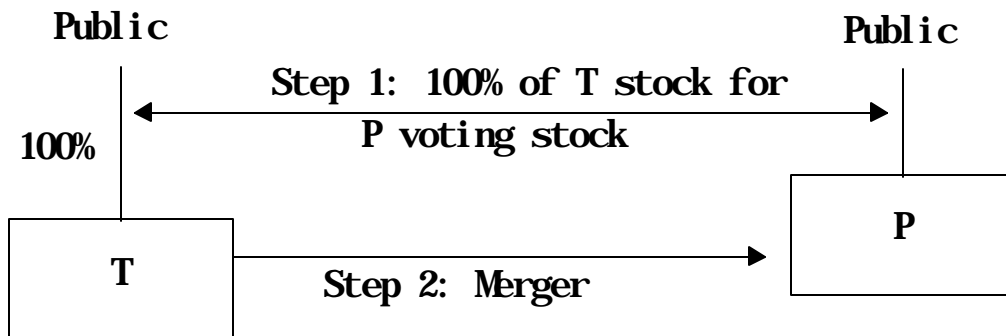 Public
Public
Step 1: 100% of T stock for
P voting stock
100%
P
T
Step 2: Merger